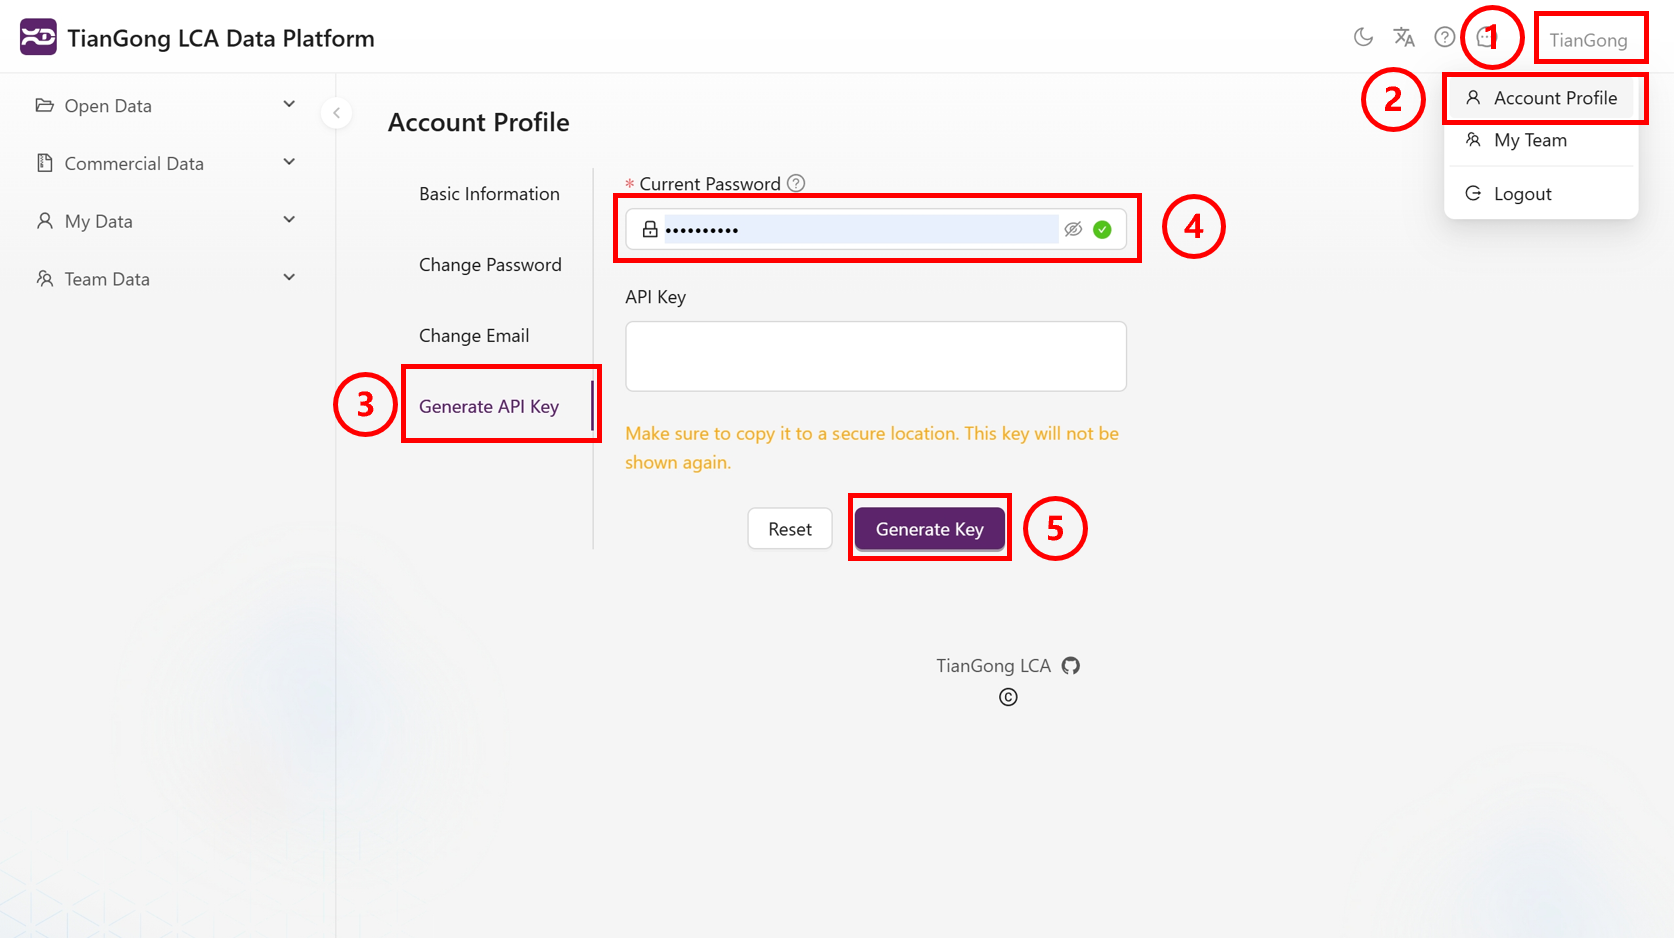 TianGong LCA Data Platform
1
TianGong
2
Account Profile
My Team
Logout
Open Data
Commercial Data
My Data
Team Data
Account Profile
Basic Information
Change Password
Change Email
3
Generate API Key
* Current Password
••••••••••
4
API Key
Make sure to copy it to a secure location. This key will not be
shown again.
Reset
Generate Key
5
TianGong LCA
©